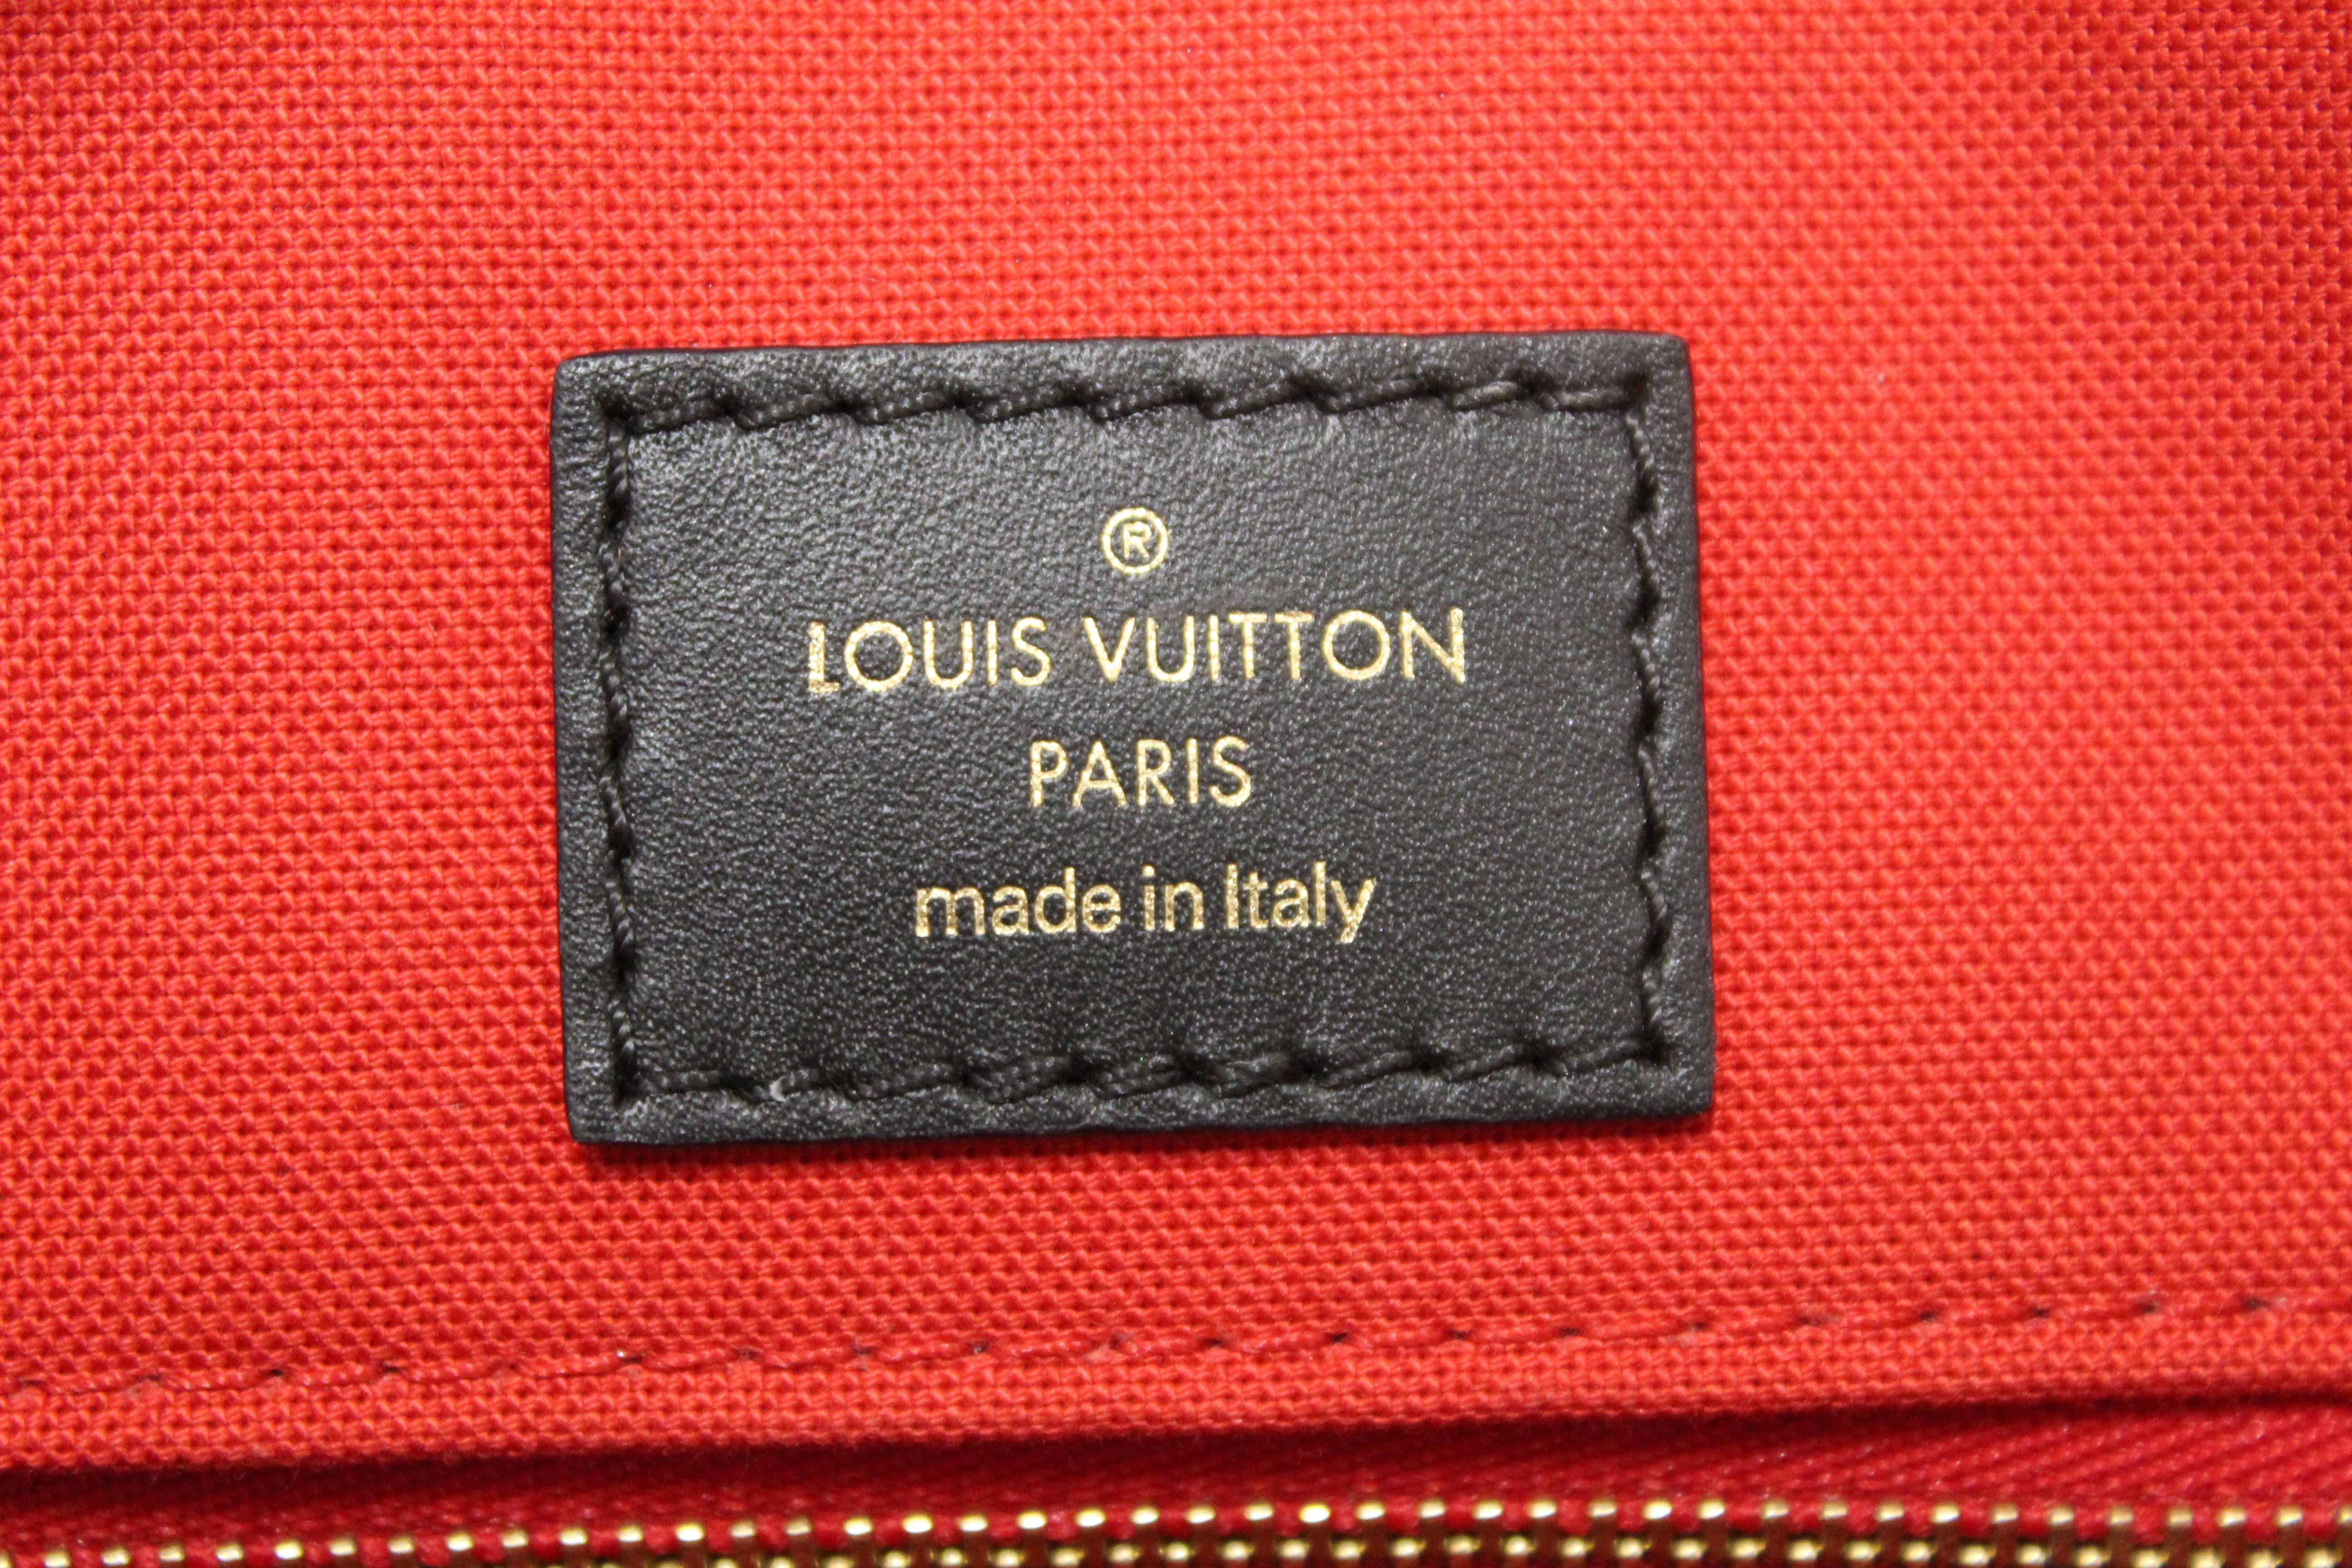 ®
LOUIS VUITTON
PARIS
made in Italy